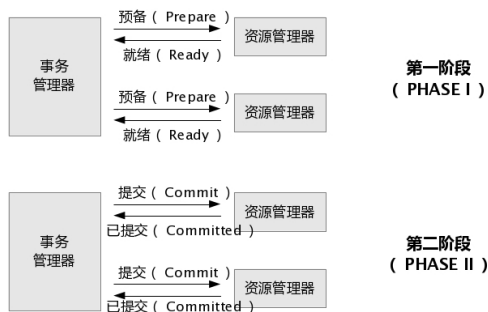 预备（ Prepare ）
资源管理器
就绪（ Ready ）
事务
管理器
第一阶段
（ PHASE I ）
预备（ Prepare ）
资源管理器
就绪（ Ready ）
提交（ Commit ）
资源管理器
已提交（ Committed ）
事务
管理器
第二阶段
（ PHASE II ）
提交（ Commit ）
资源管理器
已提交（ Committed ）